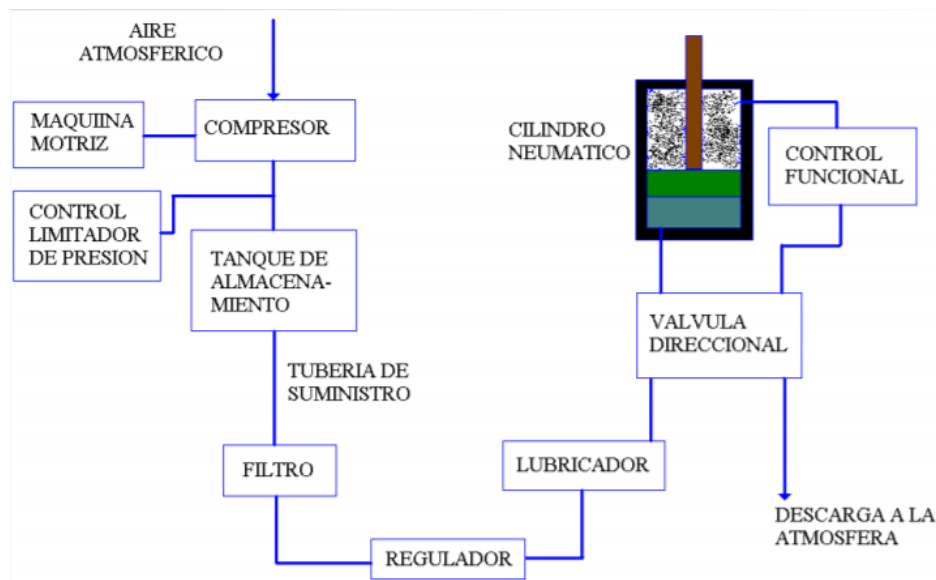 AIRE
ATMOSFERICO
MAQUIINA
MOTRIZ
COMPRESOR
CONTROL
LIMITADOR
DE PRESION
TANQUE DE
ALMACENA-
MIENTO
TUBERIA DE
SUMINISTRO
FILTRO
REGULADOR
LUBRICADOR
CILINDRO
NEUMATICO
CONTROL
FUNCIONAL
VALVULA
DIRECCIONAL
DESCARGA A LA
ATMOSFERA